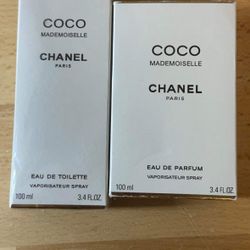 COCO
MADEMOISELLE
CHANEL
PARIS
EAU DE TOILETTE
VAPORISATEUR SPRAY
100 ml 3.4 FL.OZ.
COCO
MADEMOISELLE
CHANEL
PARIS
EAU DE PARFUM
VAPORISATEUR SPRAY
100 ml 3.4 FL.OZ.